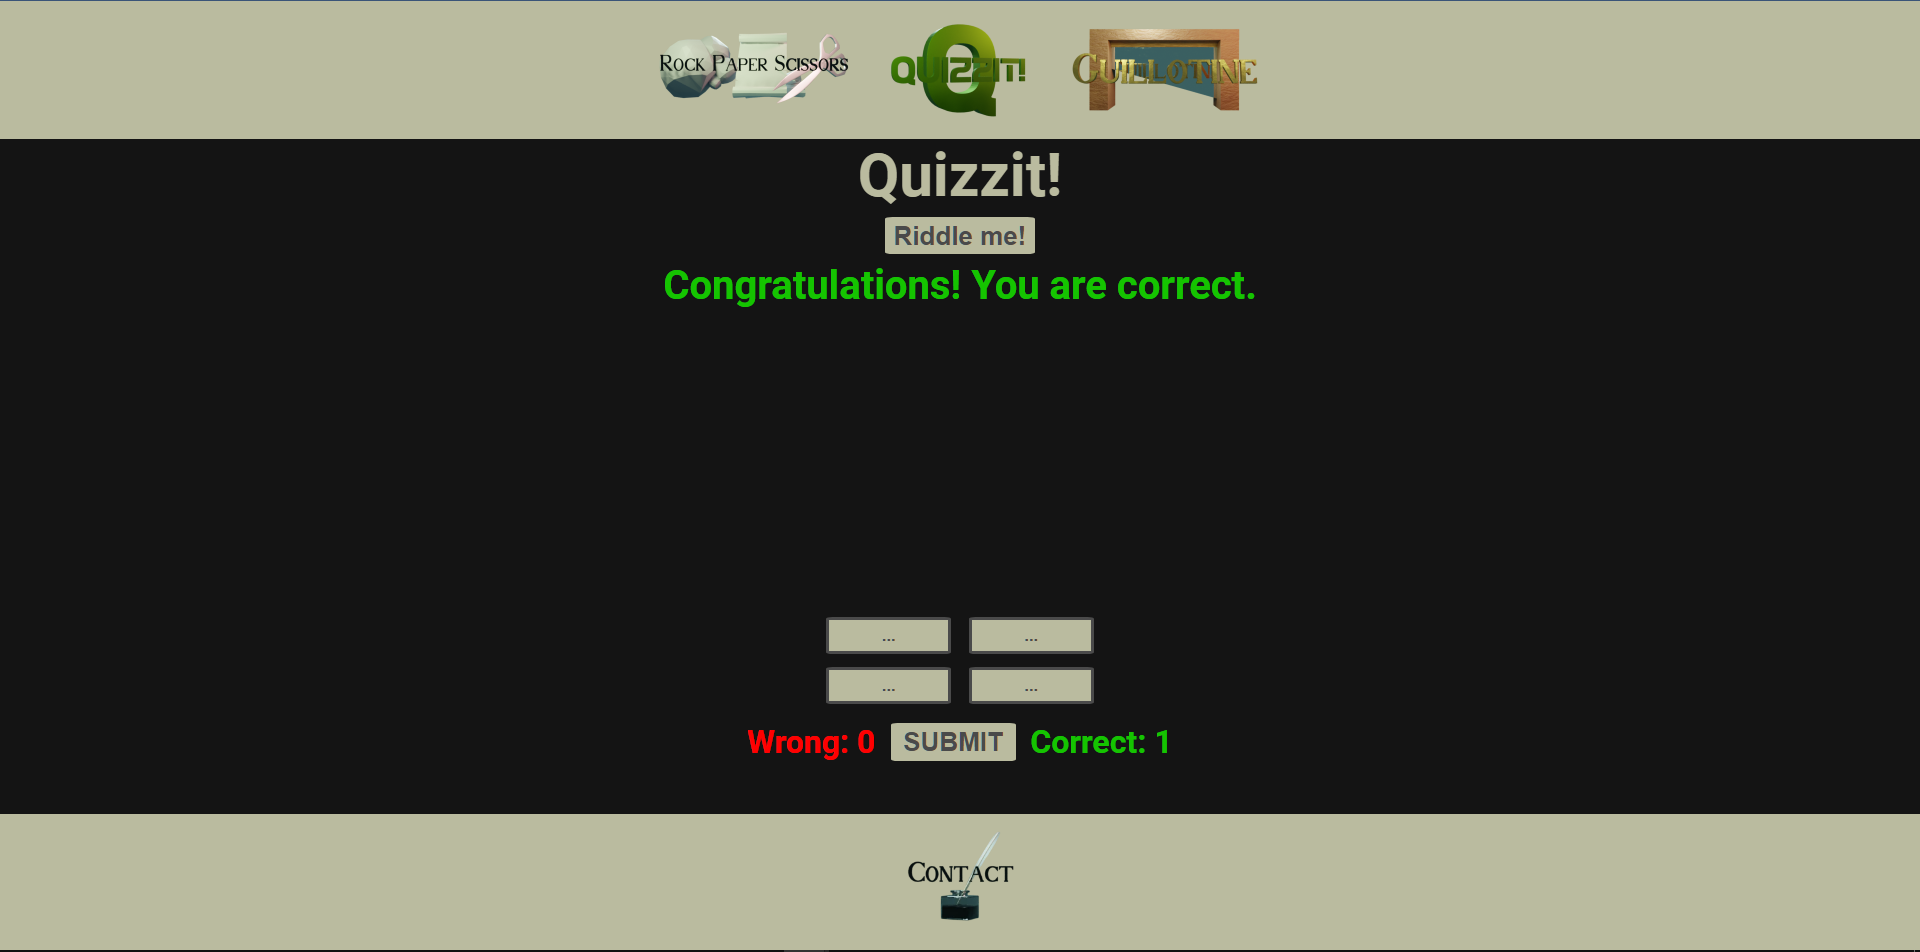 Rock Paper Scissors
QUIZZIT!
GUILLOTINE
Quizzit!
Riddle me!
Congratulations! You are correct.
... ...
... ...
Wrong: 0 SUBMIT Correct: 1
Contact